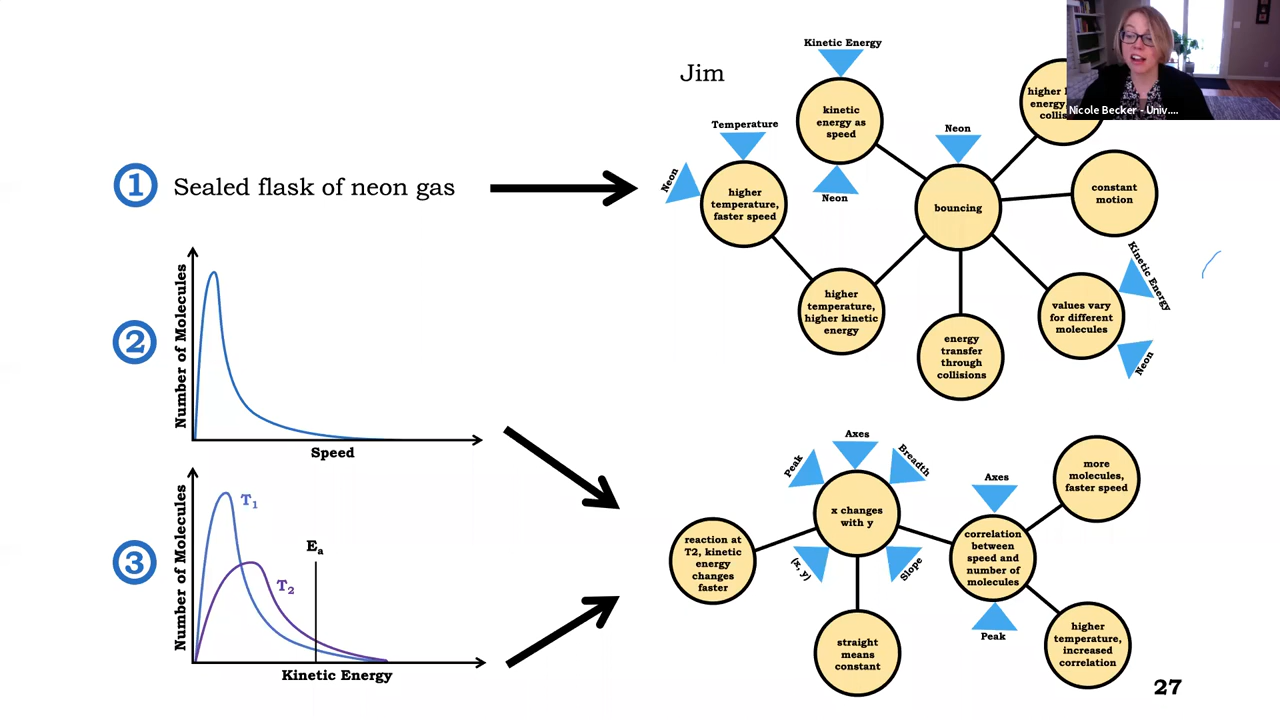 Jim
1
Sealed flask of neon gas
Number of Molecules
2
Speed
Number of Molecules
T1
T2
Ea
3
Kinetic Energy
Kinetic Energy
kinetic
energy as
speed
Neon
Temperature
Neon
higher
temperature,
faster speed
Neon
bouncing
higher
energy,
collis
Nicole Becker - Univ....
constant
motion
higher
temperature,
higher kinetic
energy
energy
transfer
through
collisions
values vary
for different
molecules
Kinetic Energy
Neon
Peak
Axes
Breadth
x changes
with y
(x, y)
Slope
reaction at
T2, kinetic
energy
changes
faster
straight
means
constant
Axes
correlation
between
speed and
number of
molecules
Peak
more
molecules,
faster speed
higher
temperature,
increased
correlation
27